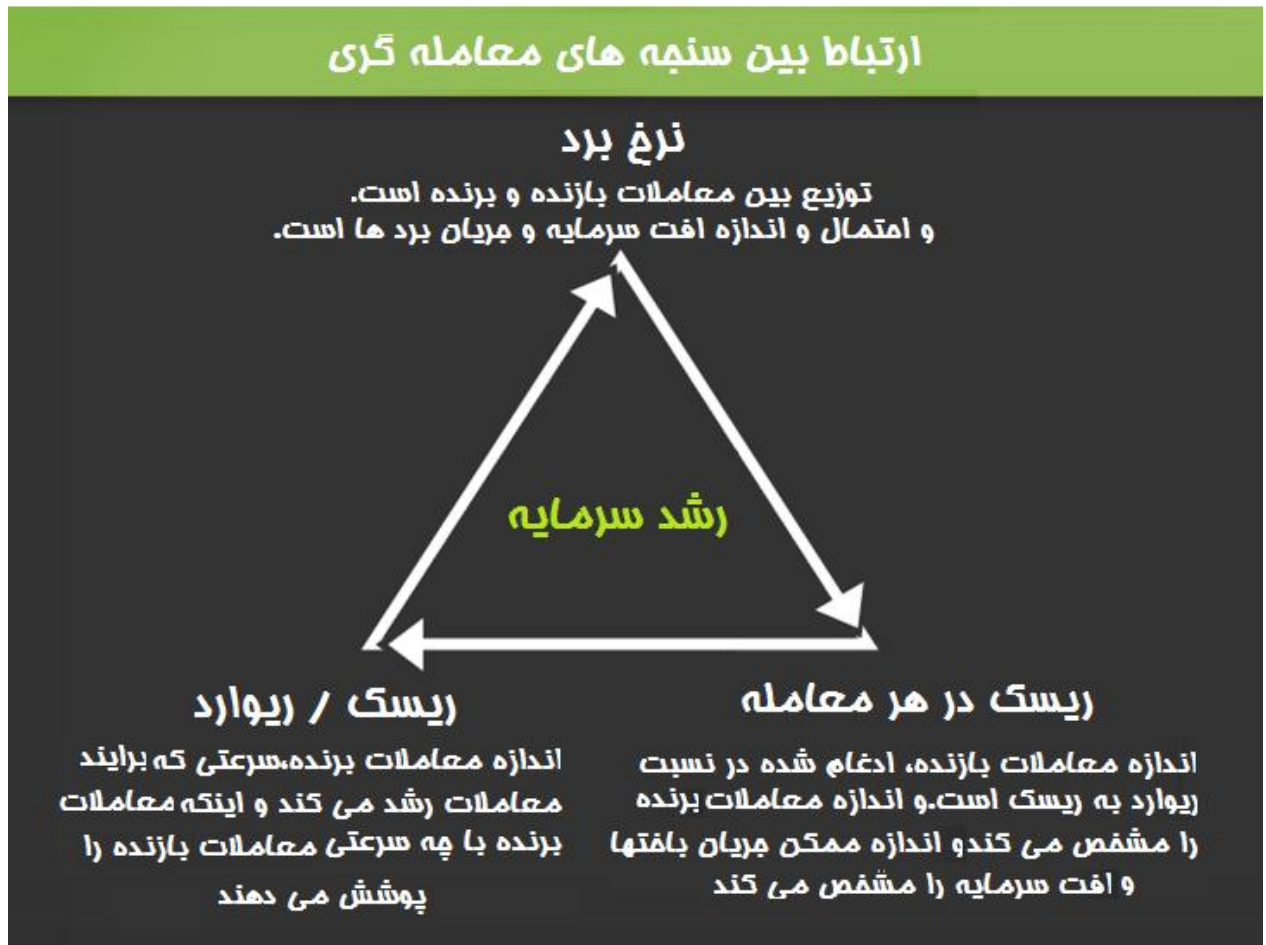 ارتباط بین سنجه های معامله گری
نرخ برد
توزیع بین معاملات بازنده و برنده است.
و احتمال و اندازه افت سرمایه و جریان برد ها است.
رشد سرمایه
ریسک در هر معامله
اندازه معاملات بازنده، ادغام شده در نسبت
ریوارد به ریسک است.و اندازه معاملات برنده
را مشخص می کندو اندازه ممکن جریان باختها
و افت سرمایه را مشخص می کند
ریسک / ریوارد
اندازه معاملات برنده،سرعتی که برایند
معاملات رشد می کند و اینکه معاملات
برنده با چه سرعتی معاملات بازنده را
پوشش می دهند